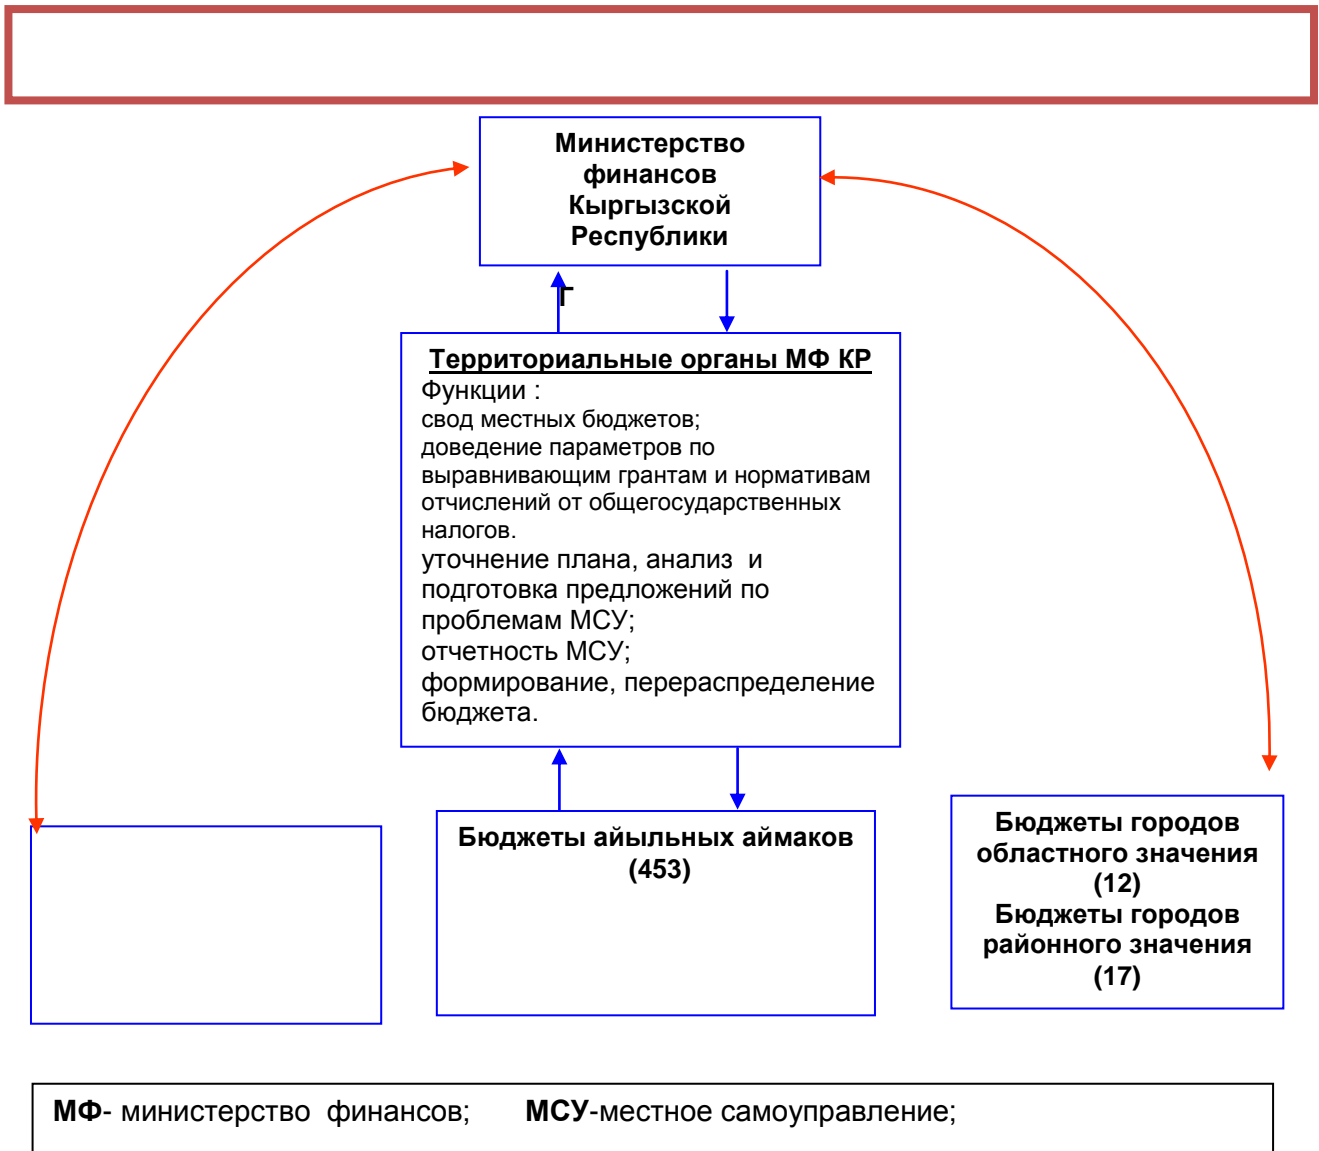 Министерство
финансов
Кыргызской
Республики
Г
Территориальные органы МФ КР
Функции :
свод местных бюджетов;
доведение параметров по
выравнивающим грантам и нормативам
отчислений от общегосударственных
налогов.
уточнение плана, анализ и
подготовка предложений по
проблемам МСУ;
отчетность МСУ;
формирование, перераспределение
бюджета.
Бюджеты айыльных аймаков
(453)
Бюджеты городов
областного значения
(12)
Бюджеты городов
районного значения
(17)
МФ- министерство финансов; МСУ-местное самоуправление;